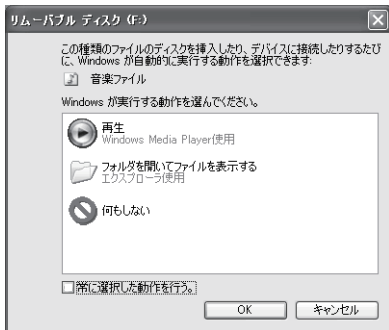 リムーバブル ディスク (F:)
この種類のファイルのディスクを挿入したり、デバイスに接続したりするたび
に、Windows が自動的に実行する動作を選択できます:
音楽ファイル
Windows が実行する動作を選んでください。
再生
Windows Media Player使用
フォルダを開いてファイルを表示する
エクスプローラ使用
何もしない
常に選択した動作を行う。
OK
キャンセル